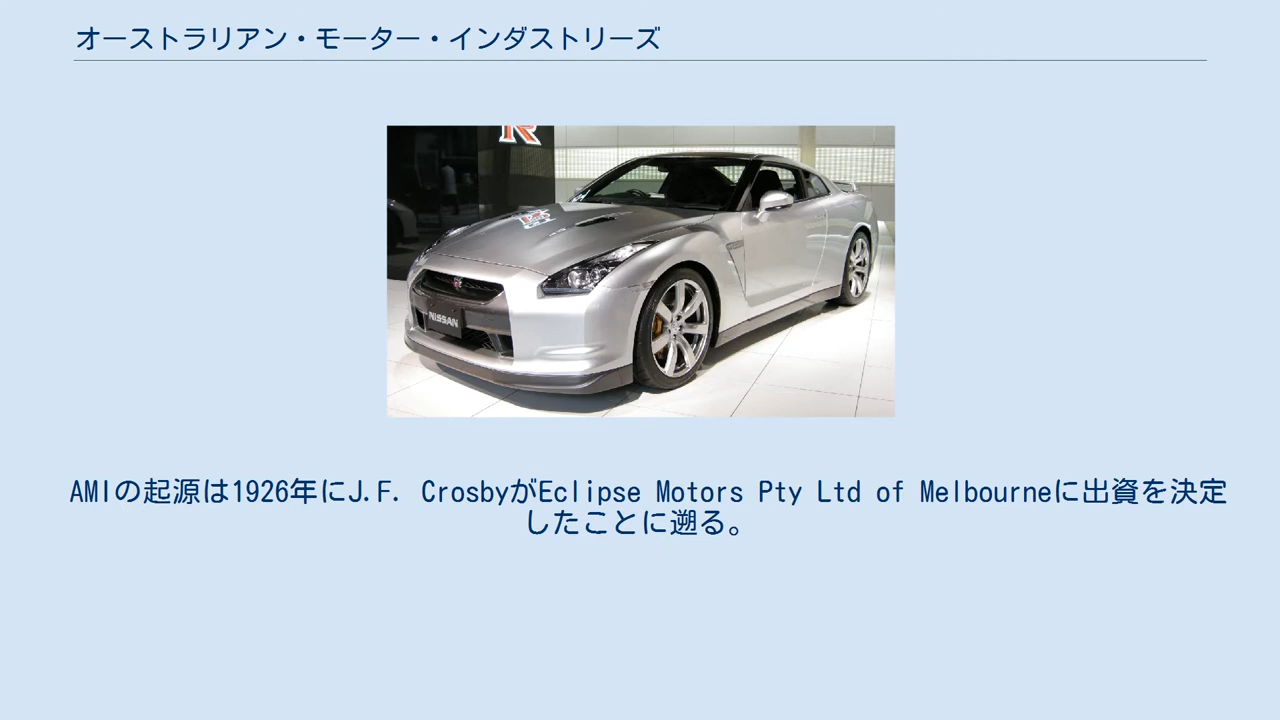 オーストラリアン・モーター・インダストリーズ
R
NISSAN
AMIの起源は1926年にJ.F. CrosbyがEclipse Motors Pty Ltd of Melbourneに出資を決定
したことに遡る。